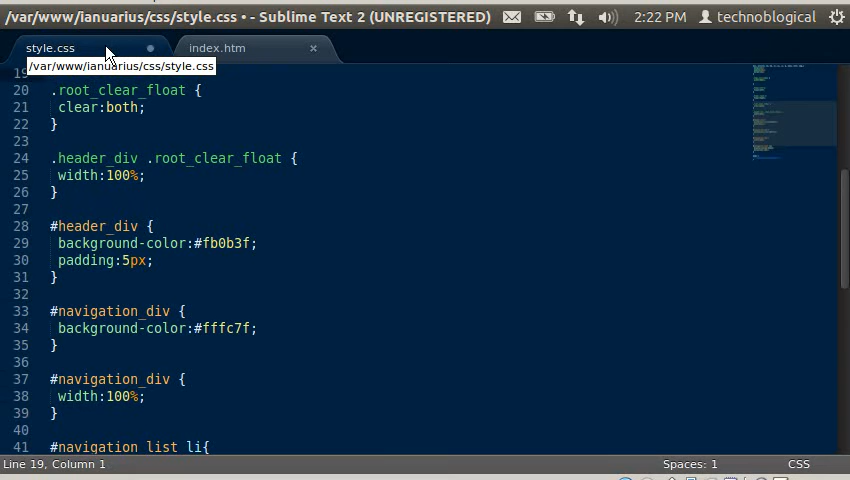 /var/www/ianuarius/css/style.css • - Sublime Text 2 (UNREGISTERED) 2:22 PM technoblogical
style.css index.htm
/var/www/ianuarius/css/style.css
19
20 .root_clear_float {
21 clear:both;
22 }
23
24 .header_div .root_clear_float {
25 width:100%;
26 }
27
28 #header_div {
29 background-color:#fb0b3f;
30 padding:5px;
31 }
32
33 #navigation_div {
34 background-color:#fffc7f;
35 }
36
37 #navigation_div {
38 width:100%;
39 }
40
41 #navigation_list li{
Line 19, Column 1 Spaces: 1 CSS